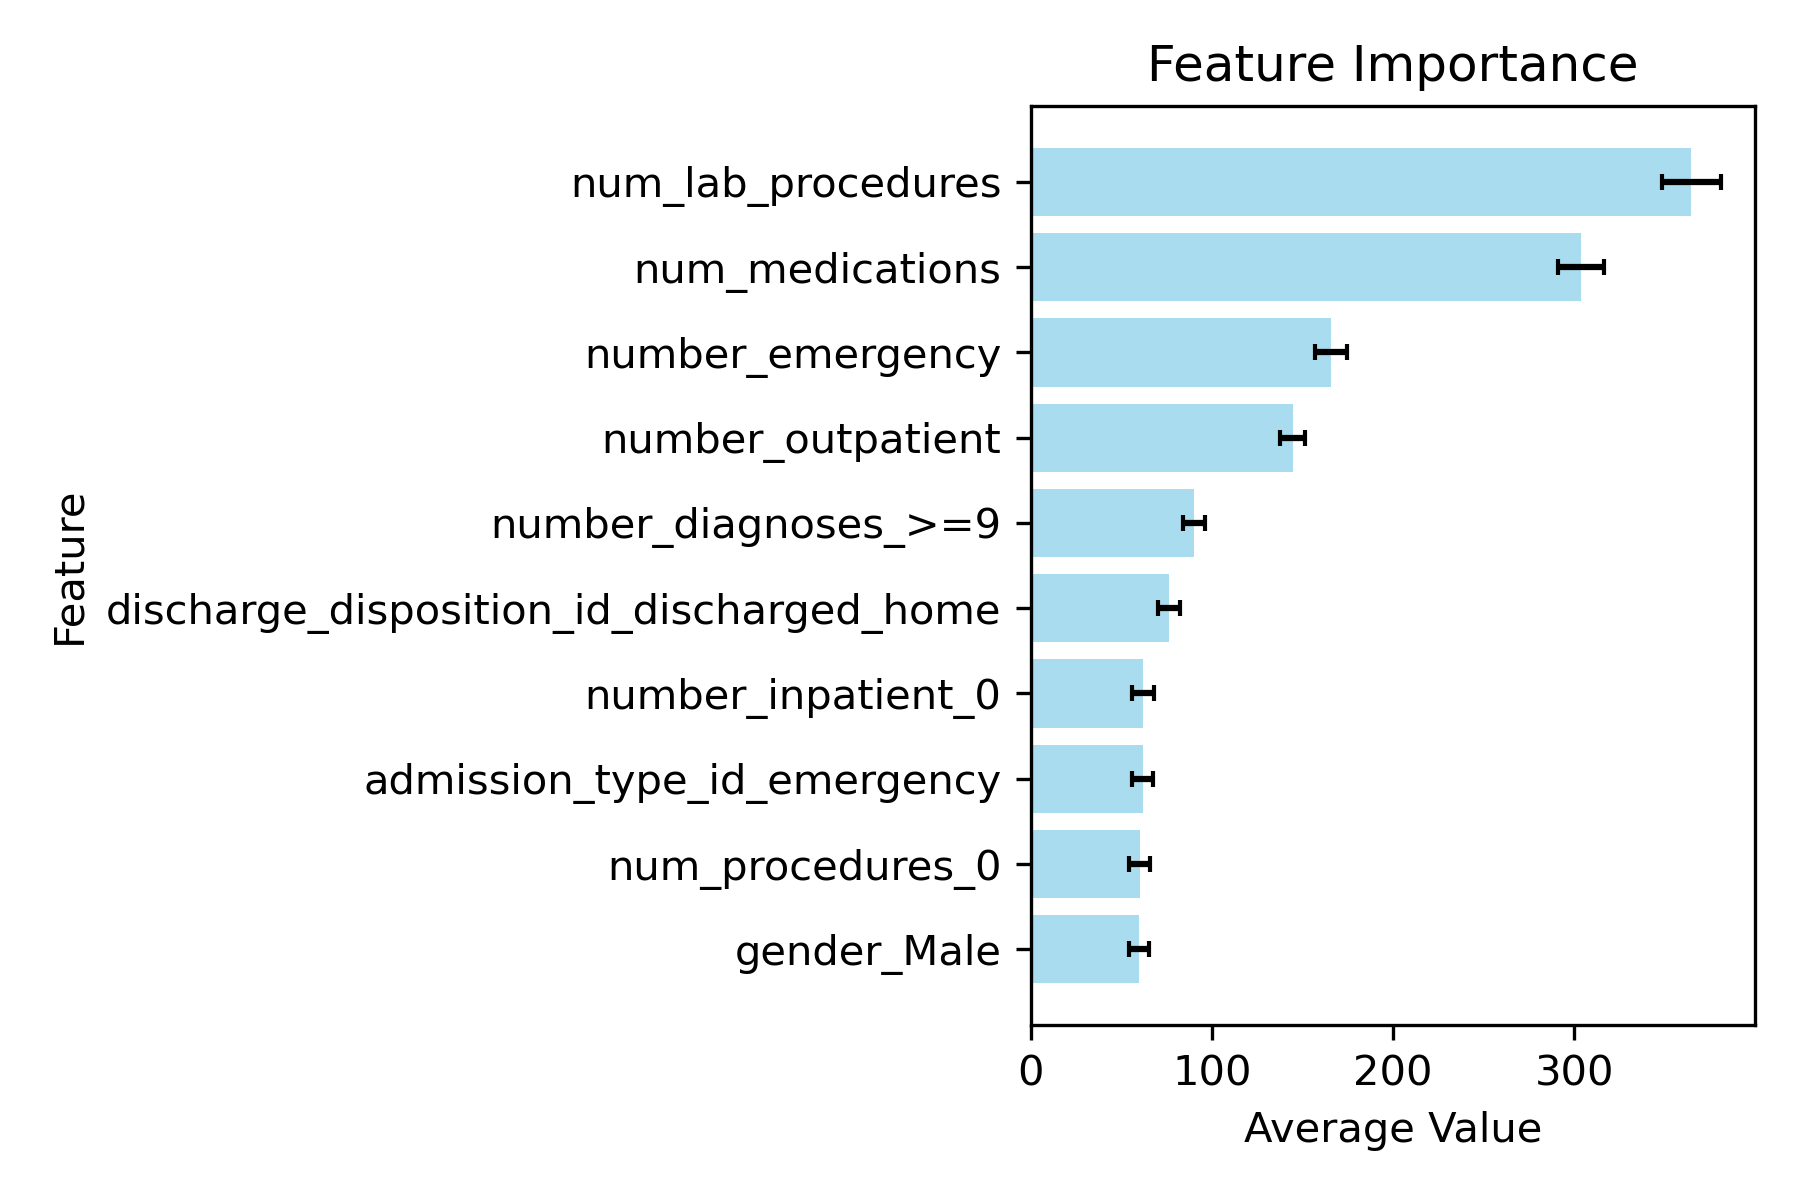 Feature Importance
num_lab_procedures
num_medications
number_emergency
number_outpatient
number_diagnoses_>=9
discharge_disposition_id_discharged_home
number_inpatient_0
admission_type_id_emergency
num_procedures_0
gender_Male
Feature
0 100 200 300
Average Value